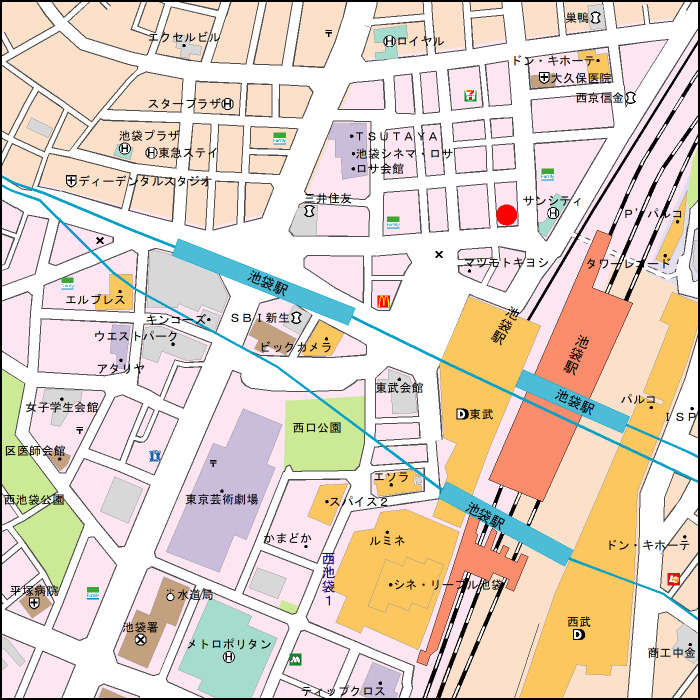 エクセルビル
ロイヤル
巣鴨
ドン・キホーテ
大久保医院
西京信金
スタープラザ
池袋プラザ
東急ステイ
Family
TSUTAYA
池袋シネマ・ロサ
ロサ会館
ディーデンタルスタジオ
三井住友
Family
Family
サンシティ
P'パルコ
マツモトキヨシ
タワーレコード
Family
エルブレス
池袋駅
キンコーズ
SBI新生
ウエストパーク
ビックカメラ
アタリヤ
池袋駅
池袋駅
東武会館
池袋駅
パルコ
ISP
女子学生会館
西口公園
東武
区医師会館
西池袋公園
東京芸術劇場
エソラ
スパイス2
池袋駅
かまどか
ルミネ
ドン・キホーテ
西池袋1
シネ・リーブル池袋
平塚病院
Family
水道局
池袋署
メトロポリタン
西武
商工中金
ティップクロス